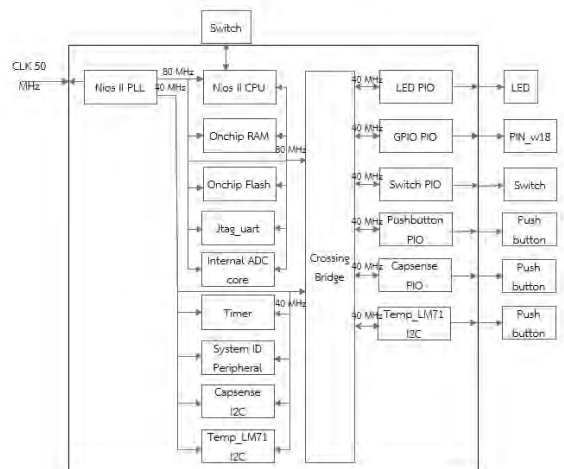 Switch
CLK 50
MHz
Nios II PLL
80 MHz
40 MHz
Nios II CPU
Onchip RAM
80 MHz
Onchip Flash
Jtag_uart
Internal ADC
core
40 MHz
Timer
System ID
Peripheral
Capsense
I2C
Temp_LM71
I2C
Crossing
Bridge
40 MHz
LED PIO
LED
40 MHz
GPIO PIO
PIN_w18
40 MHz
Switch PIO
Switch
40 MHz
Pushbutton
PIO
Push
button
40 MHz
Capsense
PIO
Push
button
40 MHz
Temp_LM71
I2C
Push
button